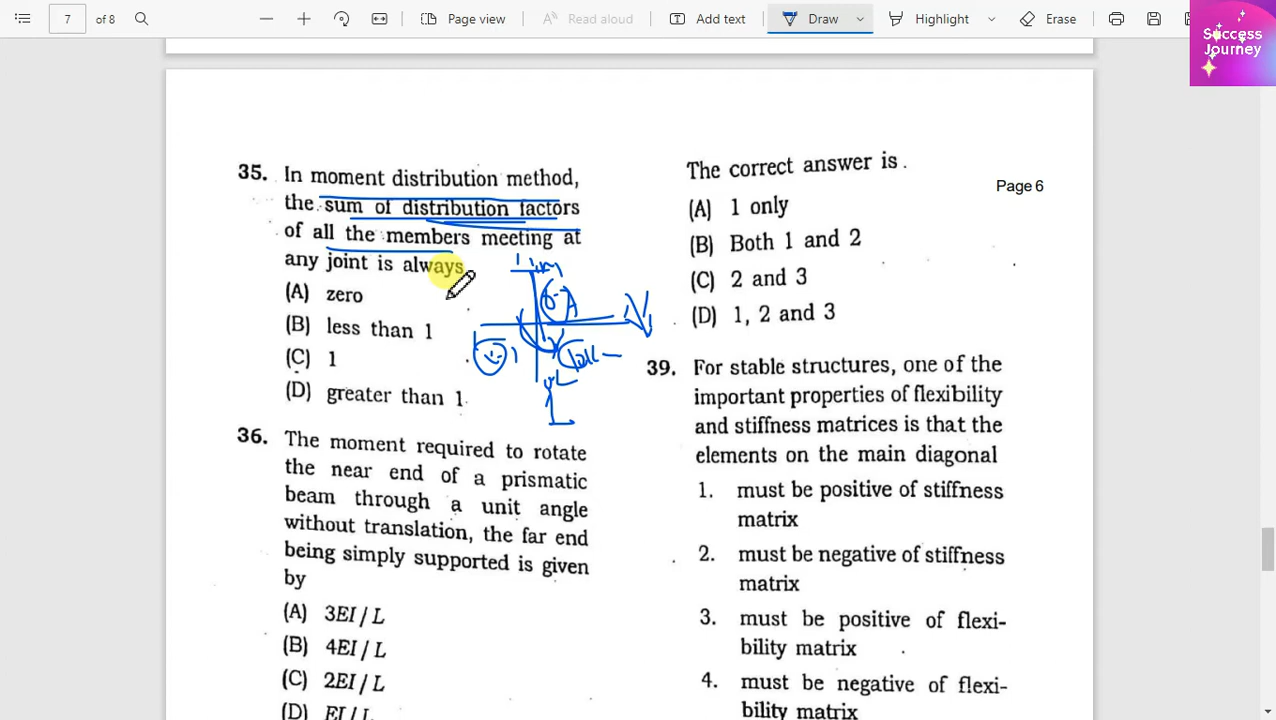 7
of 8
Page view
Read aloud
Add text
Draw
Highlight
Erase
Success
Journey
35. In moment distribution method,
the sum of distribution factors
of all the members meeting at
any joint is always
(A) zero
(B) less than 1
(C) 1
(D) greater than 1
36. The moment required to rotate
the near end of a prismatic
beam through a unit angle
without translation, the far end
being simply supported is given
by
(A) 3EI / L
(B) 4EI / L
(C) 2EI / L
(D) EI / L
The correct answer is
Page 6
(A) 1 only
(B) Both 1 and 2
(C) 2 and 3
(D) 1, 2 and 3
39. For stable structures, one of the
important properties of flexibility
and stiffness matrices is that the
elements on the main diagonal
1. must be positive of stiffness
matrix
2. must be negative of stiffness
matrix
3. must be positive of flexi-
bility matrix
4. must be negative of flexi-
bility matrix